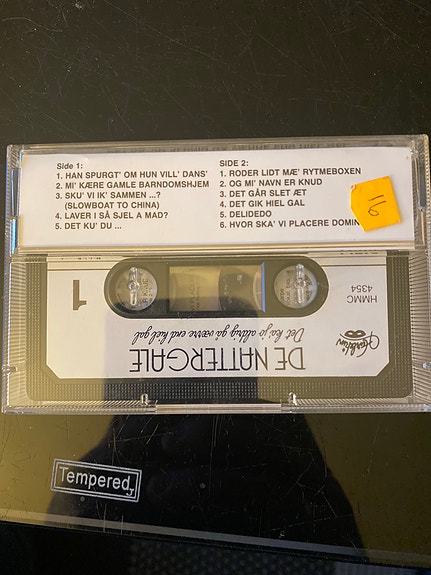 Side 1:
1. HAN SPURGT' OM HUN VILL' DANS'
2. MI' KÆRE GAMLE BARNDOMSHJEM
3. SKU' VI IK' SAMMEN ...?
(SLOWBOAT TO CHINA)
4. LAVER I SÅ SJEL A MAD?
5. DET KU' DU ...
SIDE 2:
1. RODER LIDT MÆ' RYTMEBOXEN
2. OG MI' NAVN ER KNUD
3. DET GÅR SLET ÆT
4. DET GIK HIEL GAL
5. DELIDEDO
6. HVOR SKA' VI PLACERE DOMIN
1
DE NATTERGALE
Det ka' jo aldrig gå værre end hiel gal
HMMC
4354
Tempered